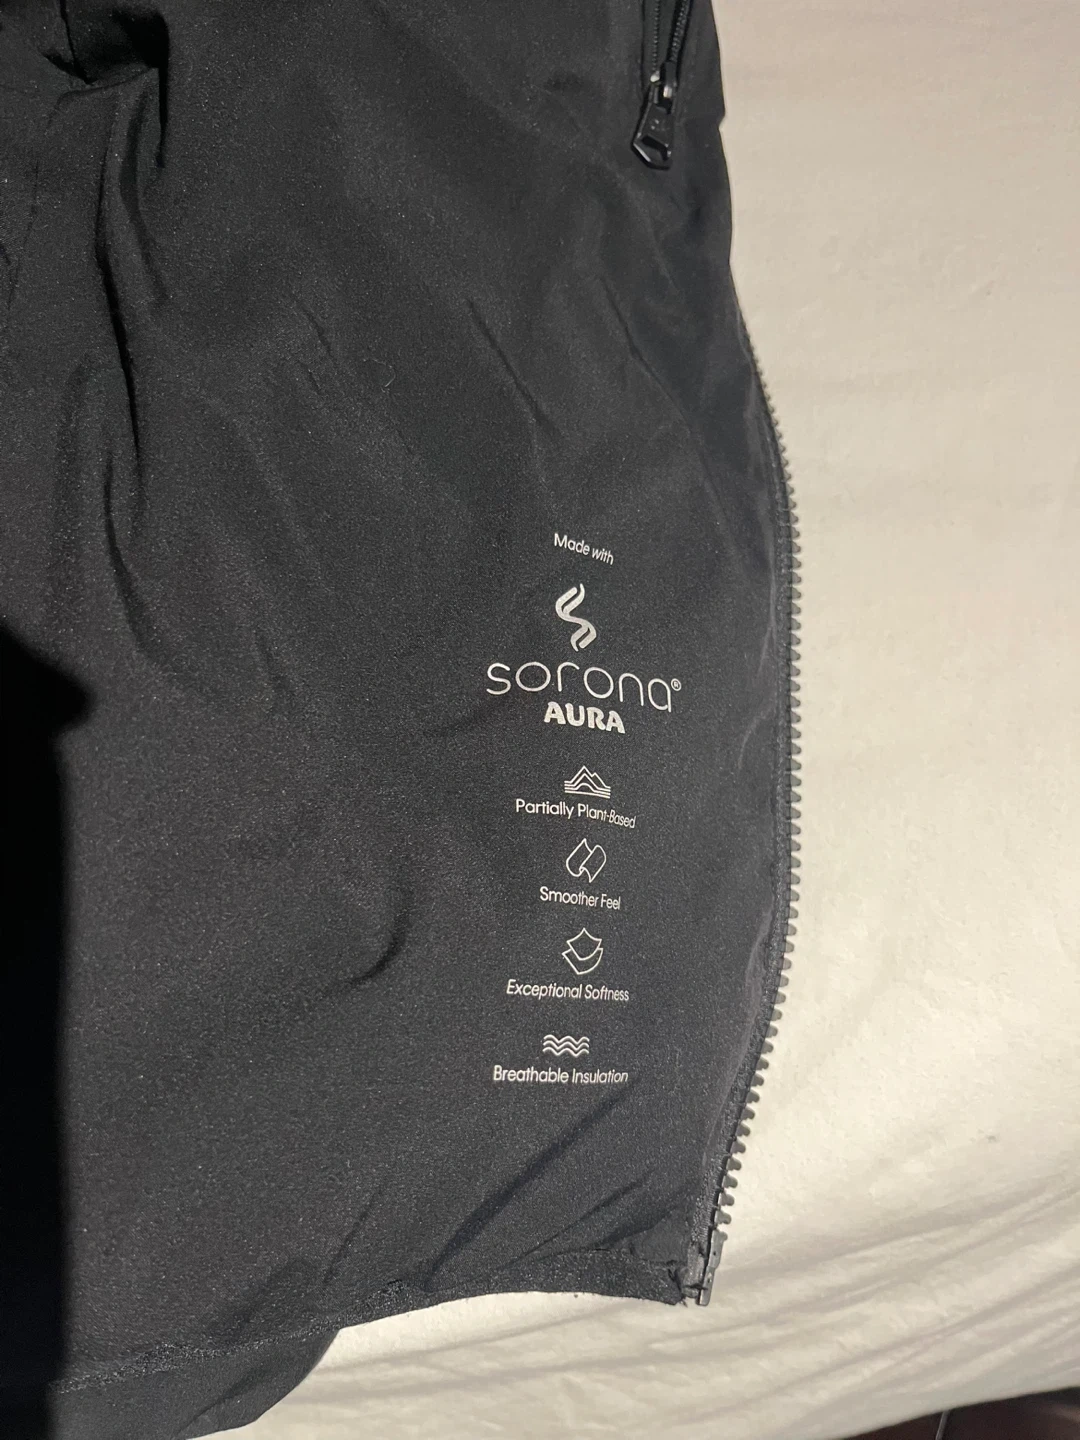 Made with
sorona®
AURA
Partially Plant-Based
Smoother Feel
Exceptional Softness
Breathable Insulation